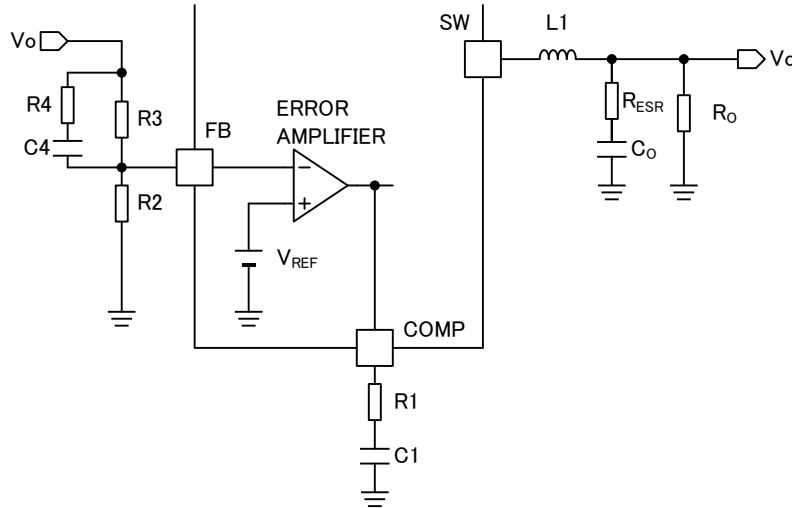 SW
L1
Vo
Vo
R4
R3
C4
R2
FB
ERROR
AMPLIFIER
−
+
VREF
RESR
RO
CO
COMP
R1
C1